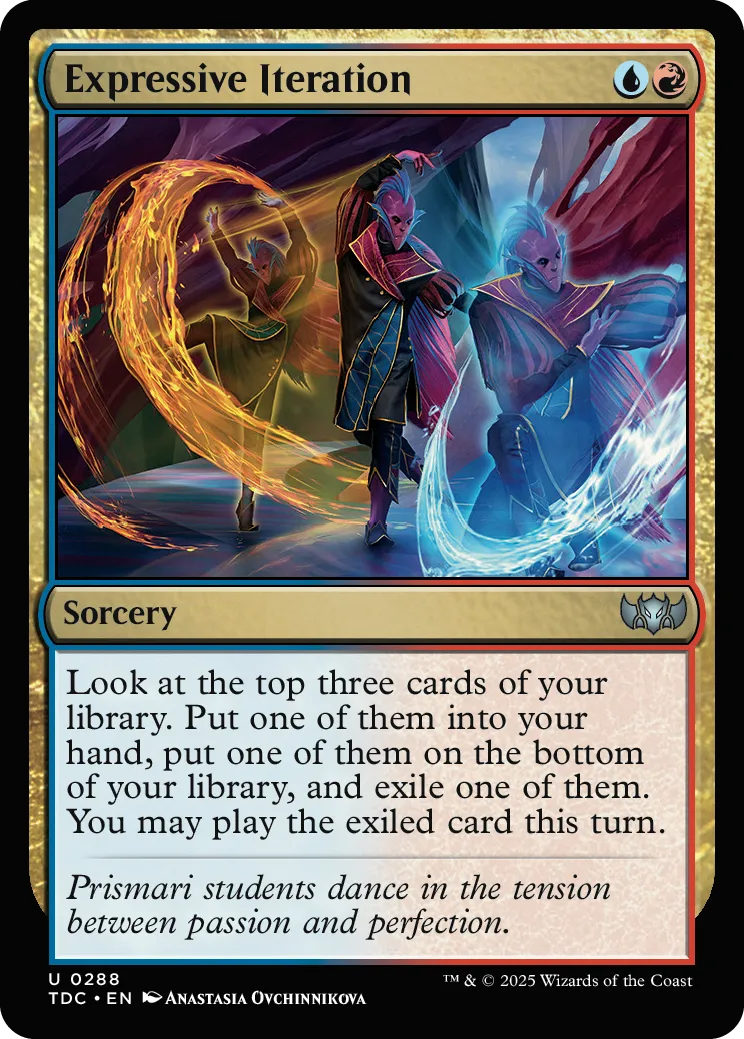 Expressive Iteration
Sorcery
Look at the top three cards of your
library. Put one of them into your
hand, put one of them on the bottom
of your library, and exile one of them.
You may play the exiled card this turn.
Prismari students dance in the tension
between passion and perfection.
U 0288
TDC • EN Anastasia Ovchinnikova
™ & © 2025 Wizards of the Coast